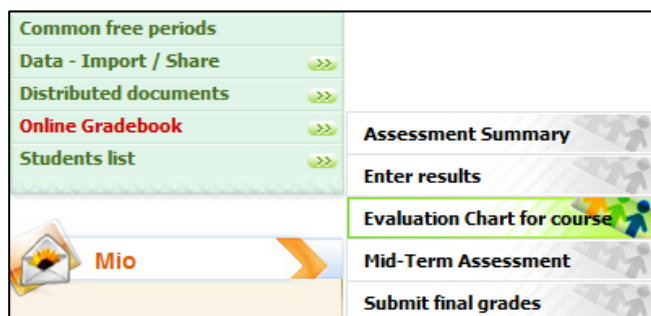 Common free periods
Data - Import / Share
Distributed documents
Online Gradebook
Students list
Mio
Assessment Summary
Enter results
Evaluation Chart for course
Mid-Term Assessment
Submit final grades